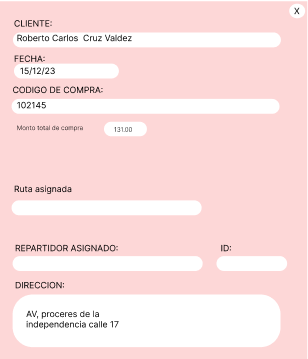 X
CLIENTE:
Roberto Carlos Cruz Valdez
FECHA:
15/12/23
CODIGO DE COMPRA:
102145
Monto total de compra 131.00
Ruta asignada
REPARTIDOR ASIGNADO: ID:
DIRECCION:
AV, proceres de la
independencia calle 17